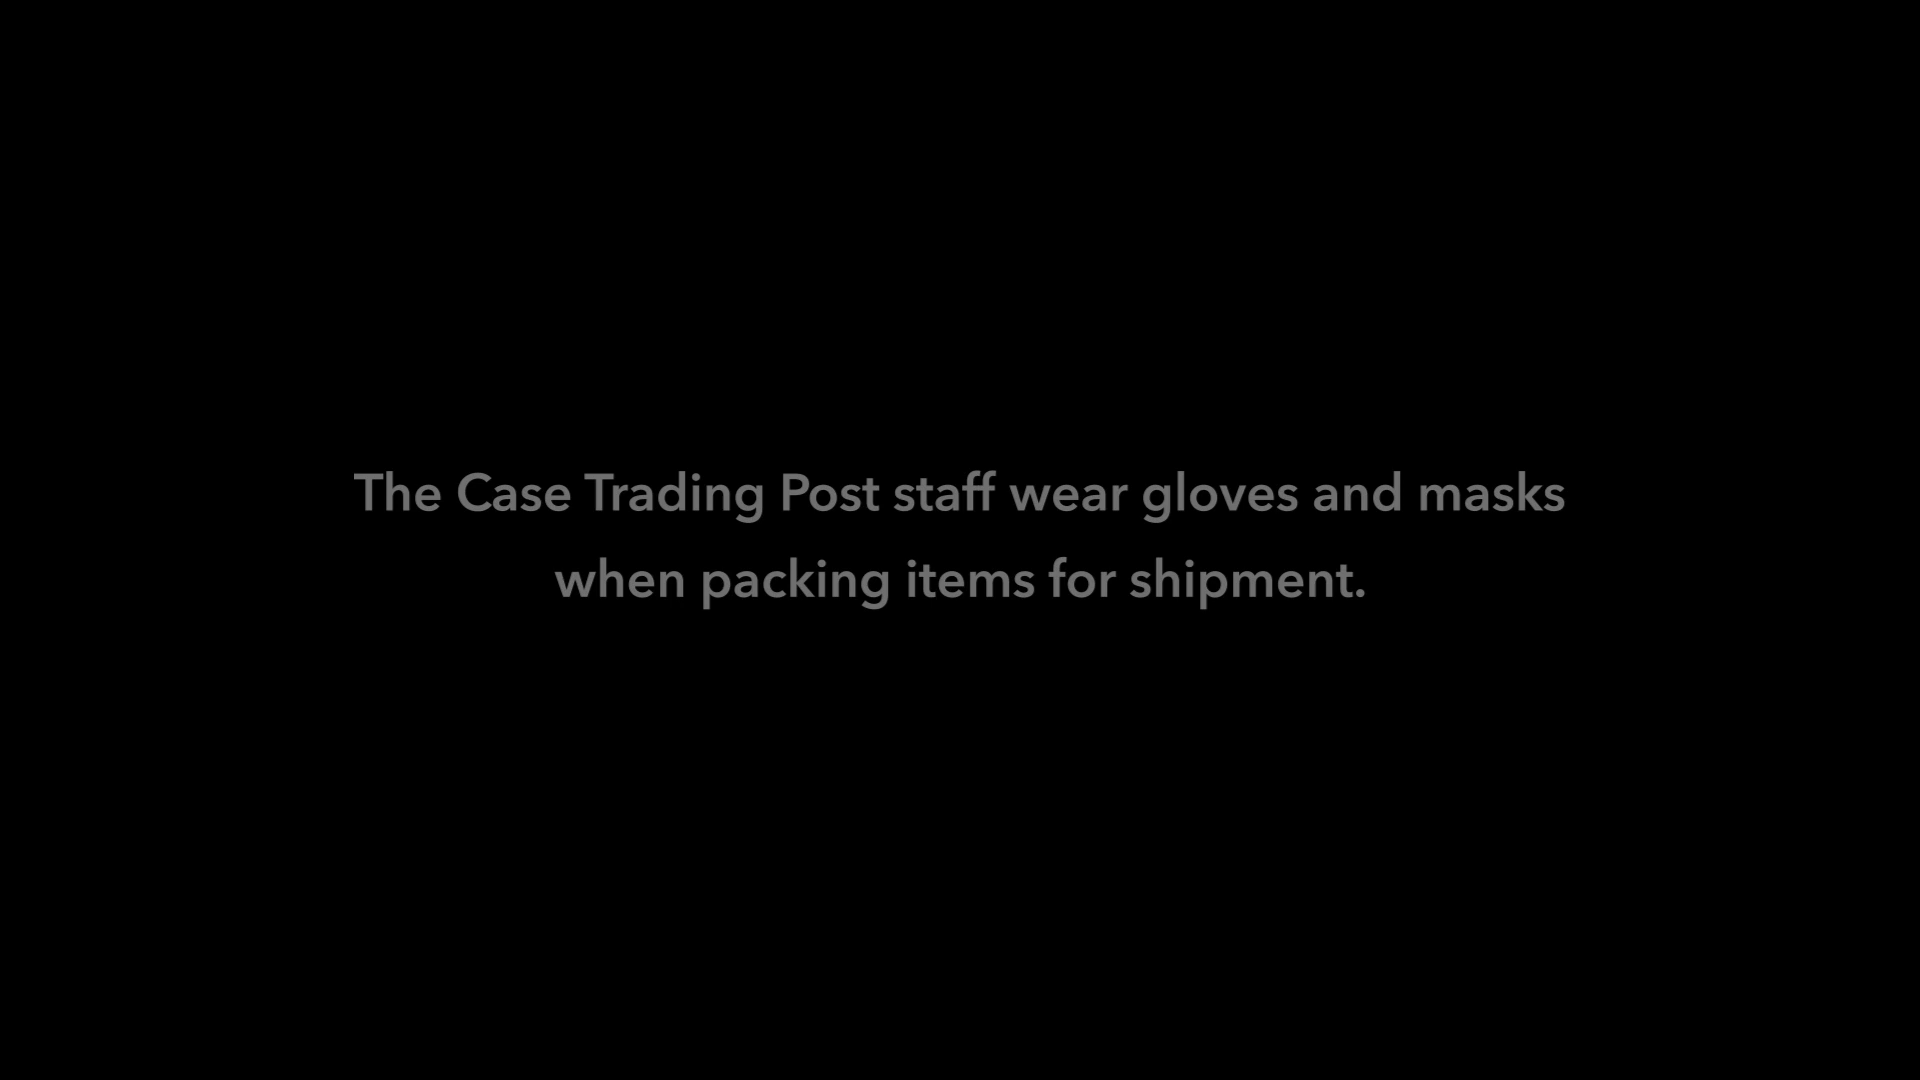 The Case Trading Post staff wear gloves and masks
when packing items for shipment.